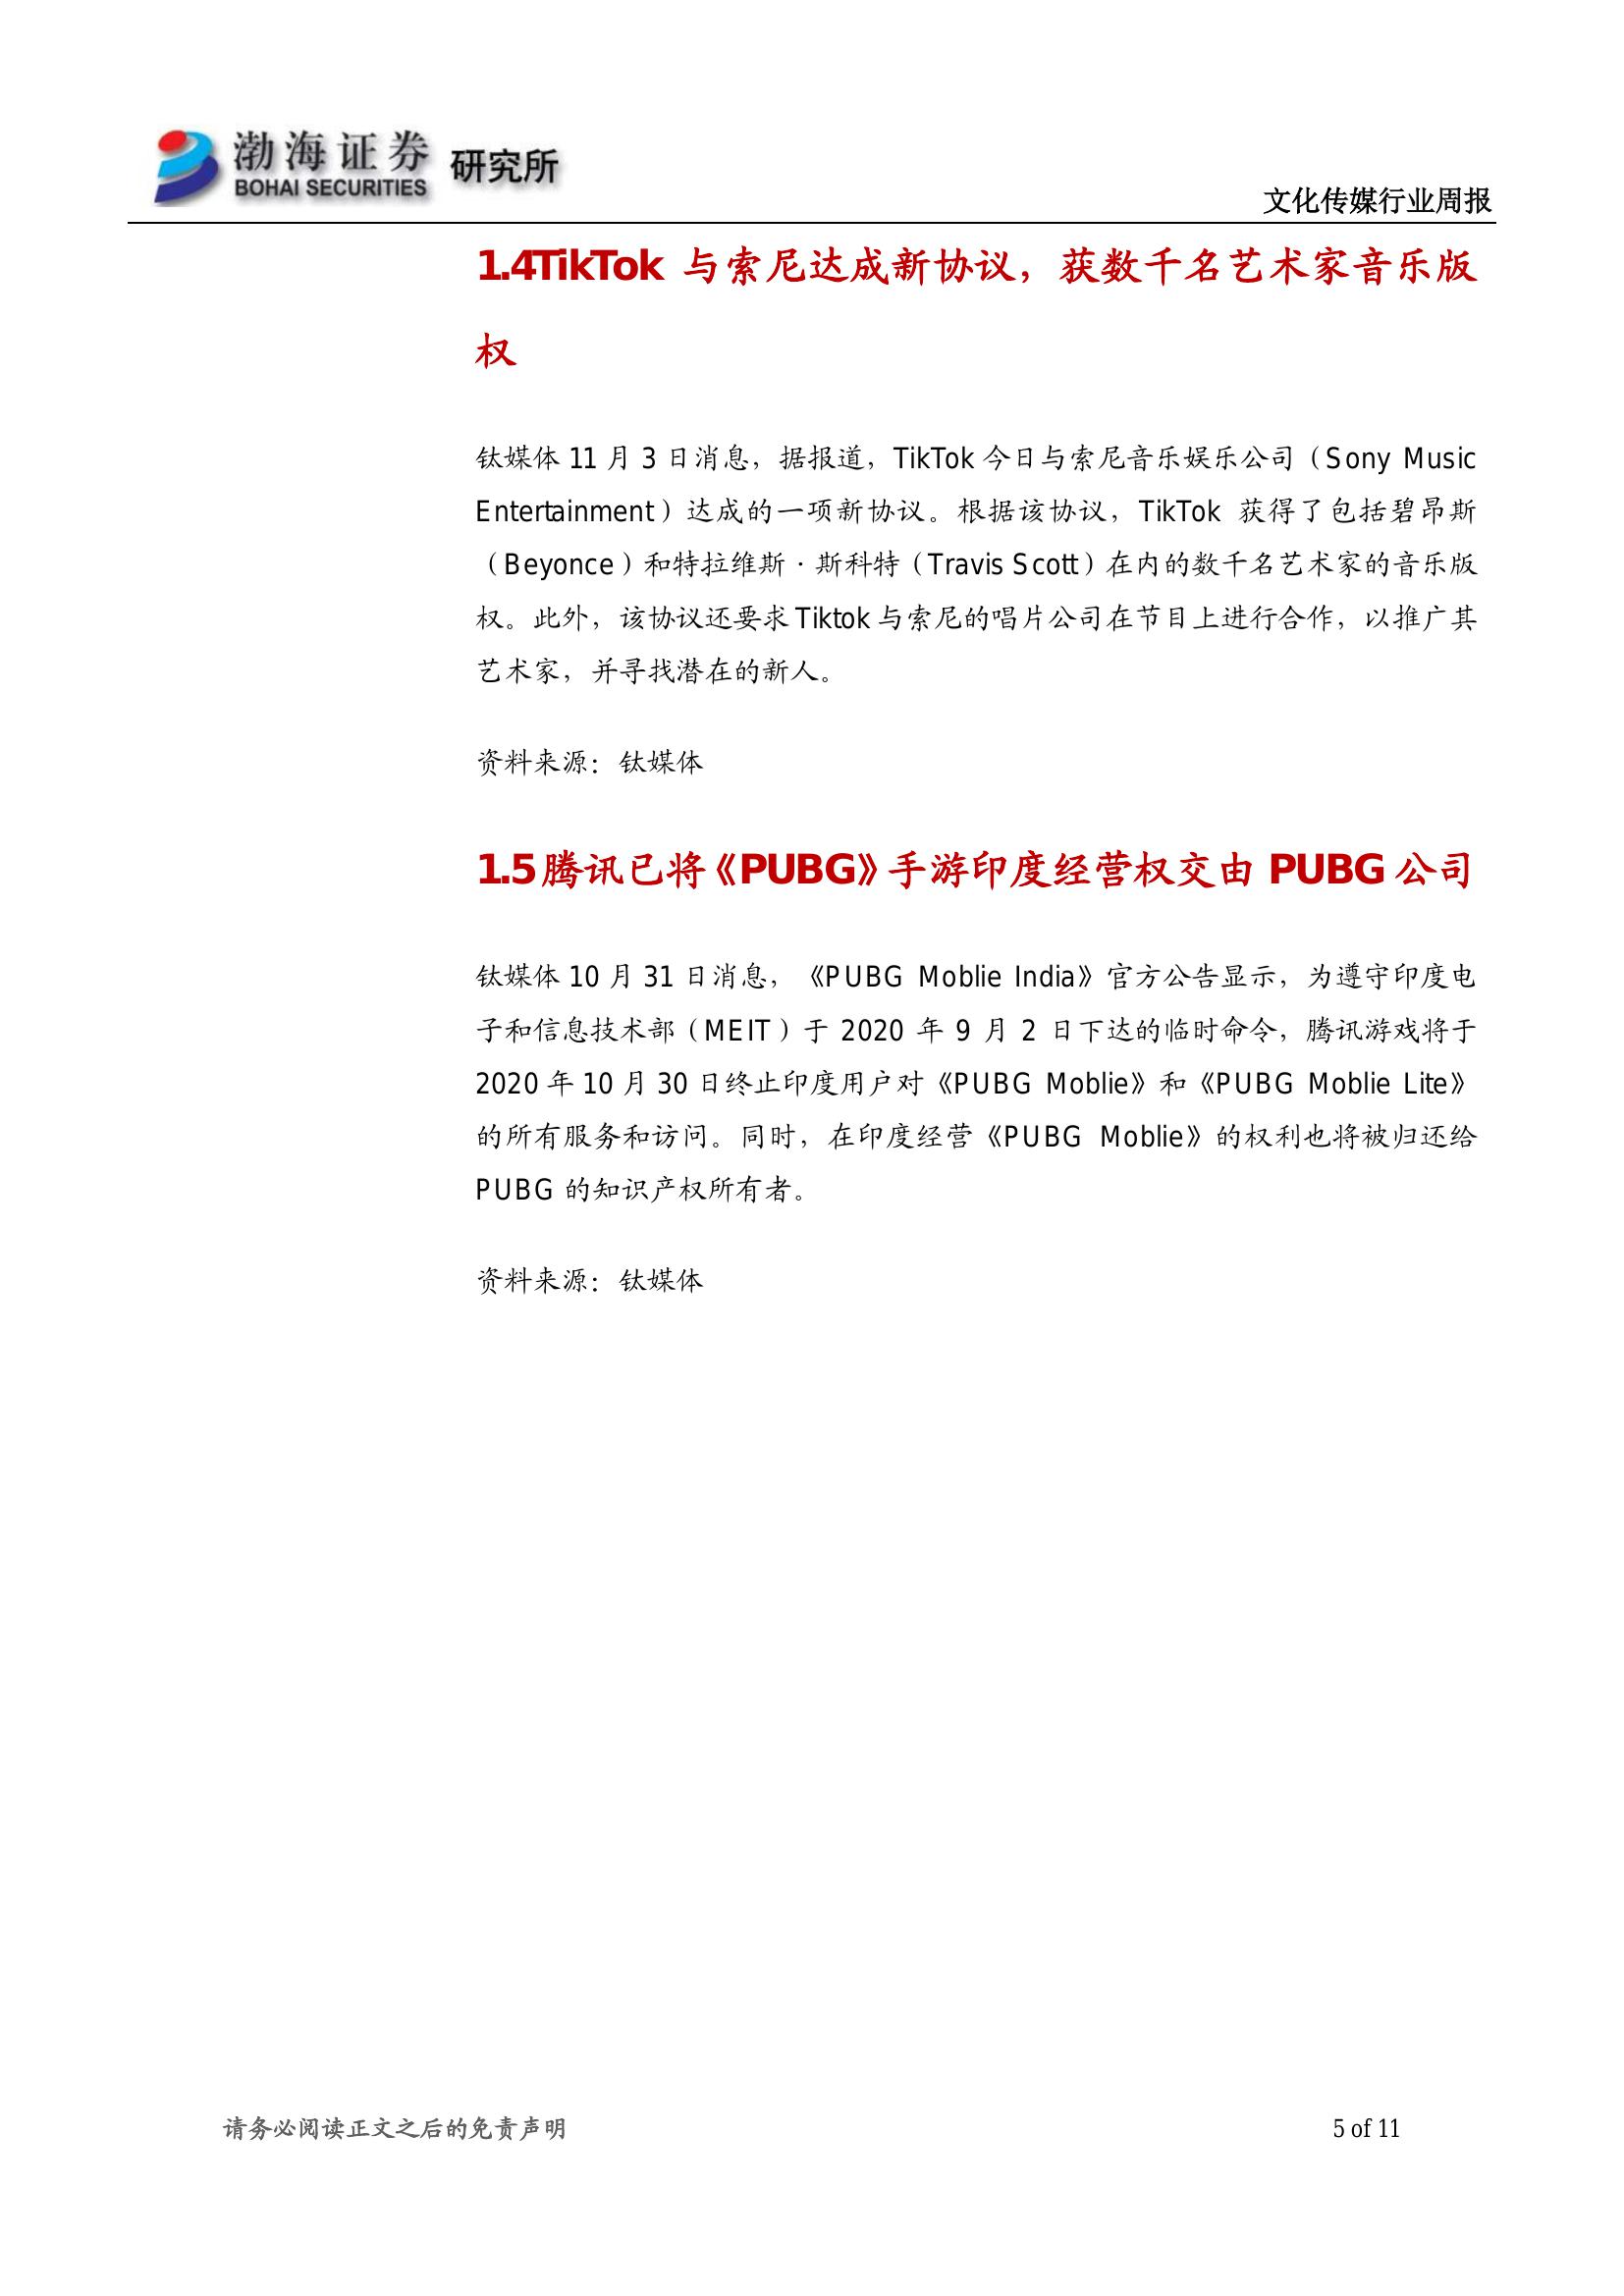 渤海证券 研究所
BOHAI SECURITIES
文化传媒行业周报
1.4TikTok 与索尼达成新协议，获数千名艺术家音乐版
权
钛媒体 11 月 3 日消息，据报道，TikTok 今日与索尼音乐娱乐公司（Sony Music
Entertainment）达成的一项新协议。根据该协议，TikTok 获得了包括碧昂斯
（Beyonce）和特拉维斯·斯科特（Travis Scott）在内的数千名艺术家的音乐版
权。此外，该协议还要求 Tiktok 与索尼的唱片公司在节目上进行合作，以推广其
艺术家，并寻找潜在的新人。
资料来源：钛媒体
1.5 腾讯已将《PUBG》手游印度经营权交由 PUBG 公司
钛媒体 10 月 31 日消息，《PUBG Moblie India》官方公告显示，为遵守印度电
子和信息技术部（MEIT）于 2020 年 9 月 2 日下达的临时命令，腾讯游戏将于
2020 年 10 月 30 日终止印度用户对《PUBG Moblie》和《PUBG Moblie Lite》
的所有服务和访问。同时，在印度经营《PUBG Moblie》的权利也将被归还给
PUBG 的知识产权所有者。
资料来源：钛媒体
请务必阅读正文之后的免责声明
5 of 11